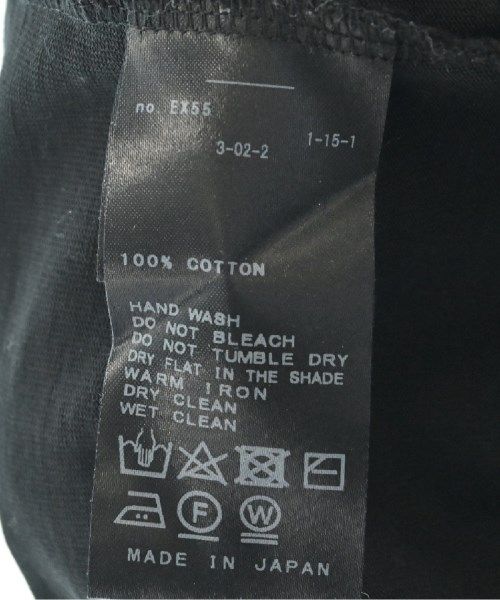 no. EX55
3-02-2 1-15-1
100% COTTON
HAND WASH
DO NOT BLEACH
DO NOT TUMBLE DRY
DRY FLAT IN THE SHADE
WARM IRON
DRY CLEAN
WET CLEAN
F W
MADE IN JAPAN